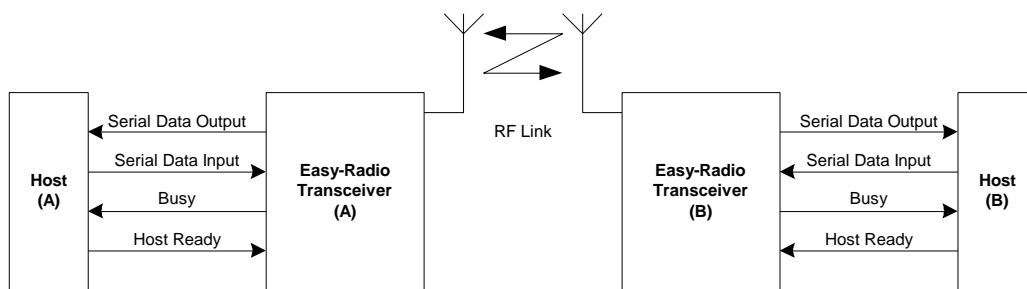 Host
(A)
Serial Data Output
Serial Data Input
Busy
Host Ready
Easy-Radio
Transceiver
(A)
RF Link
Easy-Radio
Transceiver
(B)
Serial Data Output
Serial Data Input
Busy
Host Ready
Host
(B)